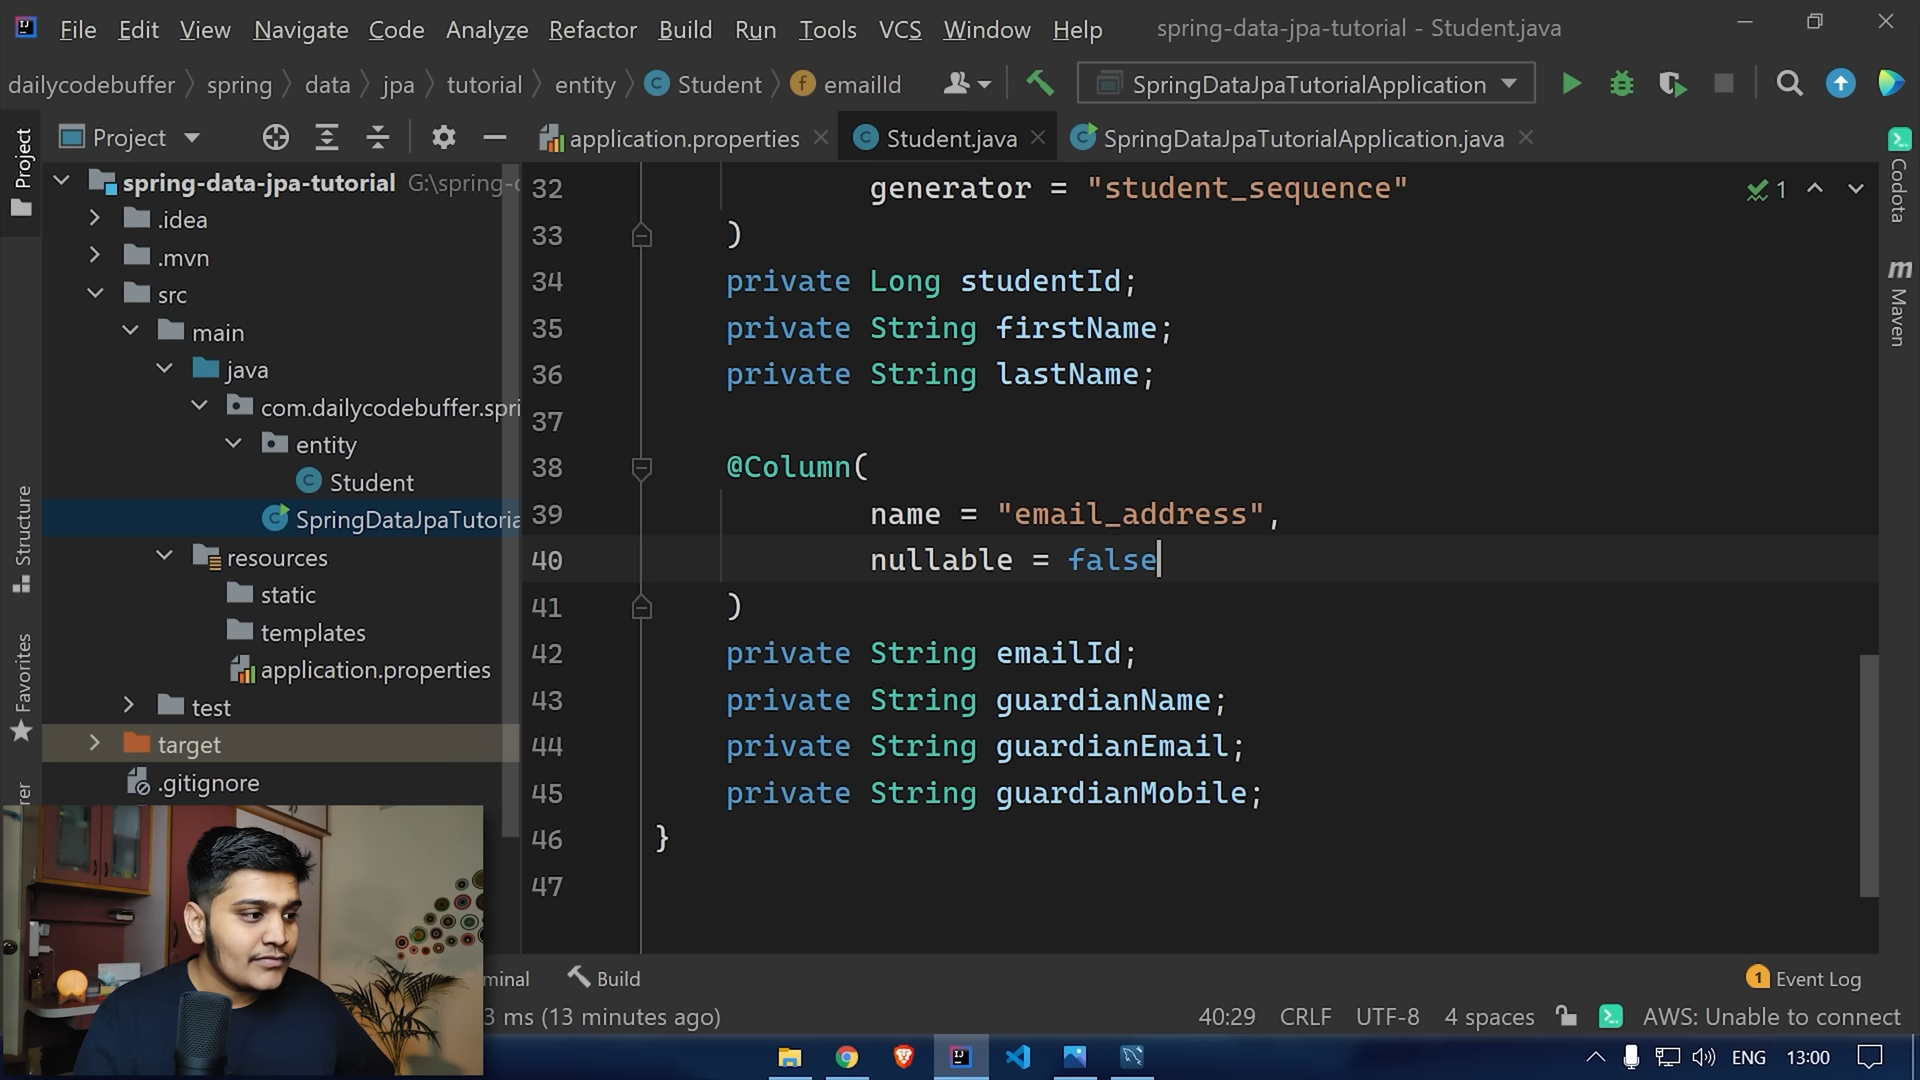 File Edit View Navigate Code Analyze Refactor Build Run Tools VCS Window Help spring-data-jpa-tutorial - Student.java
dailycodebuffer spring data jpa tutorial entity Student emailId SpringDataJpaTutorialApplication
Project application.properties Student.java SpringDataJpaTutorialApplication.java
Project
Structure
Favorites
spring-data-jpa-tutorial G:\spring-
.idea
.mvn
src
main
java
com.dailycodebuffer.spri
entity
Student
SpringDataJpaTutoria
resources
static
templates
application.properties
test
target
.gitignore
32 generator = "student_sequence"
33 )
34 private Long studentId;
35 private String firstName;
36 private String lastName;
37
38 @Column(
39 name = "email_address",
40 nullable = false
41 )
42 private String emailId;
43 private String guardianName;
44 private String guardianEmail;
45 private String guardianMobile;
46 }
47
1
Codota
m Maven
minal Build 1 Event Log
3 ms (13 minutes ago) 40:29 CRLF UTF-8 4 spaces AWS: Unable to connect
ENG 13:00